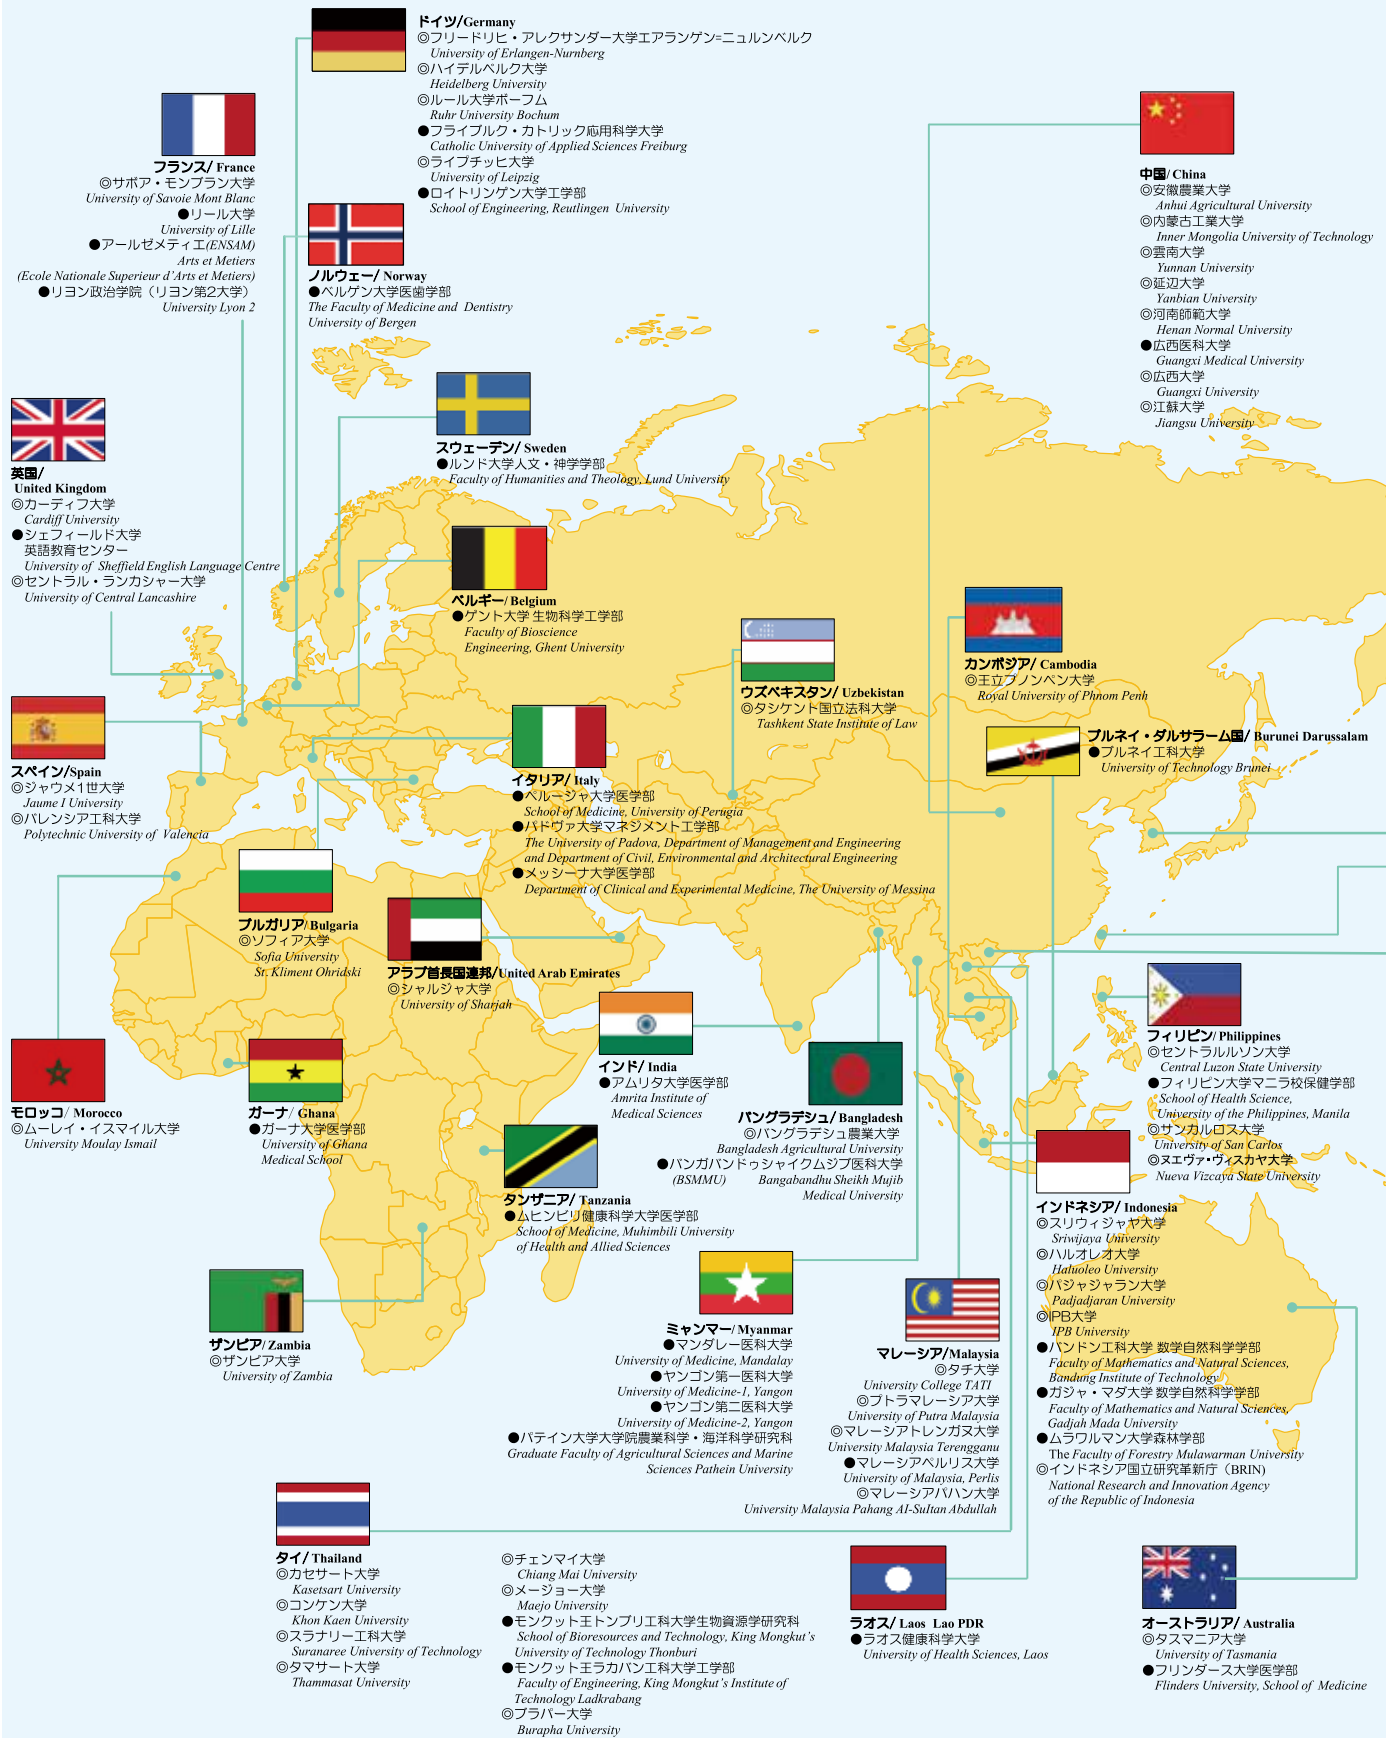 ドイツ/Germany
◎フリードリヒ・アレクサンダー大学エアランゲン=ニュルンベルク
University of Erlangen-Nurnberg
◎ハイデルベルク大学
Heidelberg University
◎ルール大学ボーフム
Ruhr University Bochum
●フライブルク・カトリック応用科学大学
Catholic University of Applied Sciences Freiburg
◎ライプチッヒ大学
University of Leipzig
●ロイトリンゲン大学工学部
School of Engineering, Reutlingen University
フランス/ France
◎サボア・モンブラン大学
University of Savoie Mont Blanc
●リール大学
University of Lille
●アールゼメティエ(ENSAM)
Arts et Metiers
(Ecole Nationale Superieur d'Arts et Metiers)
●リヨン政治学院（リヨン第2大学）
University Lyon 2
ノルウェー/ Norway
●ベルゲン大学医歯学部
The Faculty of Medicine and Dentistry
University of Bergen
中国/ China
◎安徽農業大学
Anhui Agricultural University
◎内蒙古工業大学
Inner Mongolia University of Technology
◎雲南大学
Yunnan University
◎延辺大学
Yanbian University
◎河南師範大学
Henan Normal University
●広西医科大学
Guangxi Medical University
◎広西大学
Guangxi University
◎江蘇大学
Jiangsu University
スウェーデン/ Sweden
●ルンド大学人文・神学学部
Faculty of Humanities and Theology, Lund University
英国/
United Kingdom
◎カーディフ大学
Cardiff University
●シェフィールド大学
英語教育センター
University of Sheffield English Language Centre
◎セントラル・ランカシャー大学
University of Central Lancashire
ベルギー/ Belgium
●ゲント大学 生物科学工学部
Faculty of Bioscience
Engineering, Ghent University
ウズベキスタン/ Uzbekistan
◎タシケント国立法科大学
Tashkent State Institute of Law
カンボジア/ Cambodia
◎王立プノンペン大学
Royal University of Phnom Penh
ブルネイ・ダルサラーム国/ Burunei Darussalam
●ブルネイ工科大学
University of Technology Brunei
スペイン/Spain
◎ジャウメ1世大学
Jaume I University
◎バレンシア工科大学
Polytechnic University of Valencia
イタリア/ Italy
●ペルージャ大学医学部
School of Medicine, University of Perugia
●パドヴァ大学マネジメント工学部
The University of Padova, Department of Management and Engineering
and Department of Civil, Environmental and Architectural Engineering
●メッシーナ大学医学部
Department of Clinical and Experimental Medicine, The University of Messina
ブルガリア/ Bulgaria
◎ソフィア大学
Sofia University
St. Kliment Ohridski
アラブ首長国連邦/United Arab Emirates
◎シャルジャ大学
University of Sharjah
モロッコ/ Morocco
◎ムーレイ・イスマイル大学
University Moulay Ismail
ガーナ/ Ghana
●ガーナ大学医学部
University of Ghana
Medical School
インド/ India
●アムリタ大学医学部
Amrita Institute of
Medical Sciences
バングラデシュ/ Bangladesh
◎バングラデシュ農業大学
Bangladesh Agricultural University
●バンガバンドゥシャイクムジブ医科大学
(BSMMU) Bangabandhu Sheikh Mujib
Medical University
フィリピン/ Philippines
◎セントラルルソン大学
Central Luzon State University
●フィリピン大学マニラ校保健学部
School of Health Science,
University of the Philippines, Manila
◎サンカルロス大学
University of San Carlos
◎ヌエヴァ・ヴィスカヤ大学
Nueva Vizcaya State University
タンザニア/ Tanzania
●ムヒンビリ健康科学大学医学部
School of Medicine, Muhimbili University
of Health and Allied Sciences
インドネシア/ Indonesia
◎スリウィジャヤ大学
Sriwijaya University
◎ハルオレオ大学
Haluoleo University
◎パジャジャラン大学
Padjadjaran University
◎IPB大学
IPB University
●バンドン工科大学 数学自然科学学部
Faculty of Mathematics and Natural Sciences,
Bandung Institute of Technology
●ガジャ・マダ大学 数学自然科学学部
Faculty of Mathematics and Natural Sciences,
Gadjah Mada University
●ムラワルマン大学森林学部
The Faculty of Forestry Mulawarman University
◎インドネシア国立研究革新庁（BRIN)
National Research and Innovation Agency
of the Republic of Indonesia
ザンビア/ Zambia
◎ザンビア大学
University of Zambia
ミャンマー/ Myanmar
●マンダレー医科大学
University of Medicine, Mandalay
●ヤンゴン第一医科大学
University of Medicine-1, Yangon
●ヤンゴン第二医科大学
University of Medicine-2, Yangon
●パテイン大学大学院農業科学・海洋科学研究科
Graduate Faculty of Agricultural Sciences and Marine
Sciences Pathein University
マレーシア/Malaysia
◎タチ大学
University College TATI
◎プトラマレーシア大学
University of Putra Malaysia
◎マレーシアトレンガヌ大学
University Malaysia Terengganu
●マレーシアペルリス大学
University of Malaysia, Perlis
◎マレーシアパハン大学
University Malaysia Pahang AI-Sultan Abdullah
タイ/ Thailand
◎カセサート大学
Kasetsart University
◎コンケン大学
Khon Kaen University
◎スラナリー工科大学
Suranaree University of Technology
◎タマサート大学
Thammasat University
◎チェンマイ大学
Chiang Mai University
◎メージョー大学
Maejo University
●モンクット王トンブリ工科大学生物資源学研究科
School of Bioresources and Technology, King Mongkut's
University of Technology Thonburi
●モンクット王ラカバン工科大学工学部
Faculty of Engineering, King Mongkut's Institute of
Technology Ladkrabang
◎ブラパー大学
Burapha University
ラオス/ Laos Lao PDR
●ラオス健康科学大学
University of Health Sciences, Laos
オーストラリア/ Australia
◎タスマニア大学
University of Tasmania
●フリンダース大学医学部
Flinders University, School of Medicine